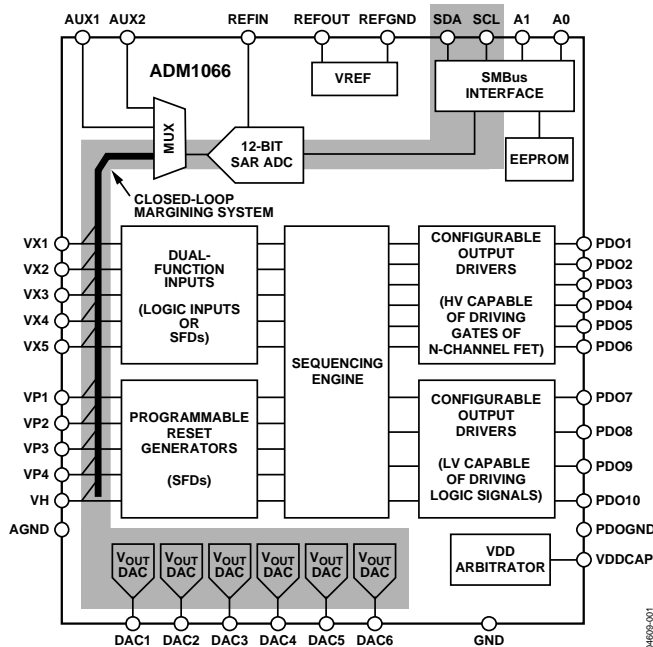 AUX1 AUX2 REFIN REFOUT REFGND SDA SCL A1 A0
ADM1066
VREF
SMBus
INTERFACE
MUX
12-BIT
SAR ADC
EEPROM
CLOSED-LOOP
MARGINING SYSTEM
VX1
VX2
VX3
VX4
VX5
DUAL-
FUNCTION
INPUTS
(LOGIC INPUTS
OR
SFDs)
SEQUENCING
ENGINE
CONFIGURABLE
OUTPUT
DRIVERS
(HV CAPABLE
OF DRIVING
GATES OF
N-CHANNEL FET)
PDO1
PDO2
PDO3
PDO4
PDO5
PDO6
VP1
VP2
VP3
VP4
VH
AGND
PROGRAMMABLE
RESET
GENERATORS
(SFDs)
CONFIGURABLE
OUTPUT
DRIVERS
(LV CAPABLE
OF DRIVING
LOGIC SIGNALS)
PDO7
PDO8
PDO9
PDO10
PDOGND
VDDCAP
VDD
ARBITRATOR
VOUT
DAC
VOUT
DAC
VOUT
DAC
VOUT
DAC
VOUT
DAC
VOUT
DAC
DAC1 DAC2 DAC3 DAC4 DAC5 DAC6 GND
04609-001